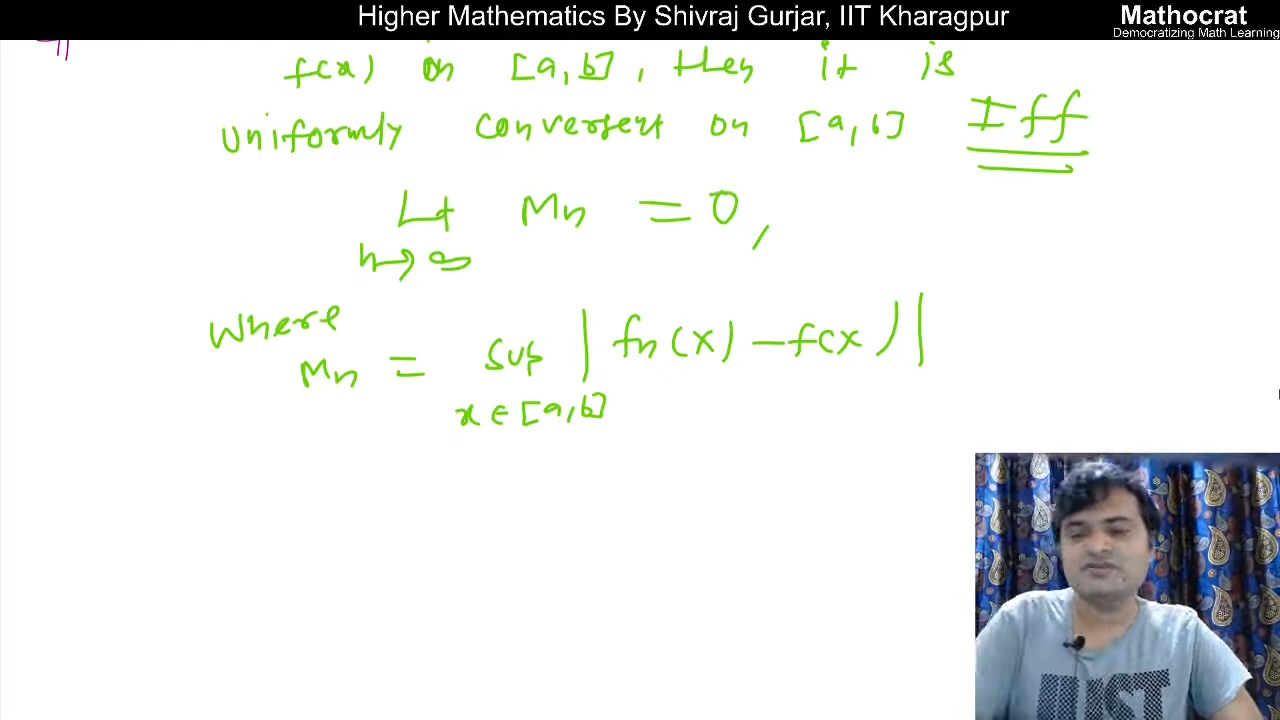 Higher Mathematics By Shivraj Gurjar, IIT Kharagpur
Mathocrat
Democratizing Math Learning
f(x) on [a,b], then it is
uniformly convergent on [a,b] Iff
Lt Mn = 0,
n→∞
where
Mn = sup | fn(x) - f(x) |
x ∈ [a,b]
JUST